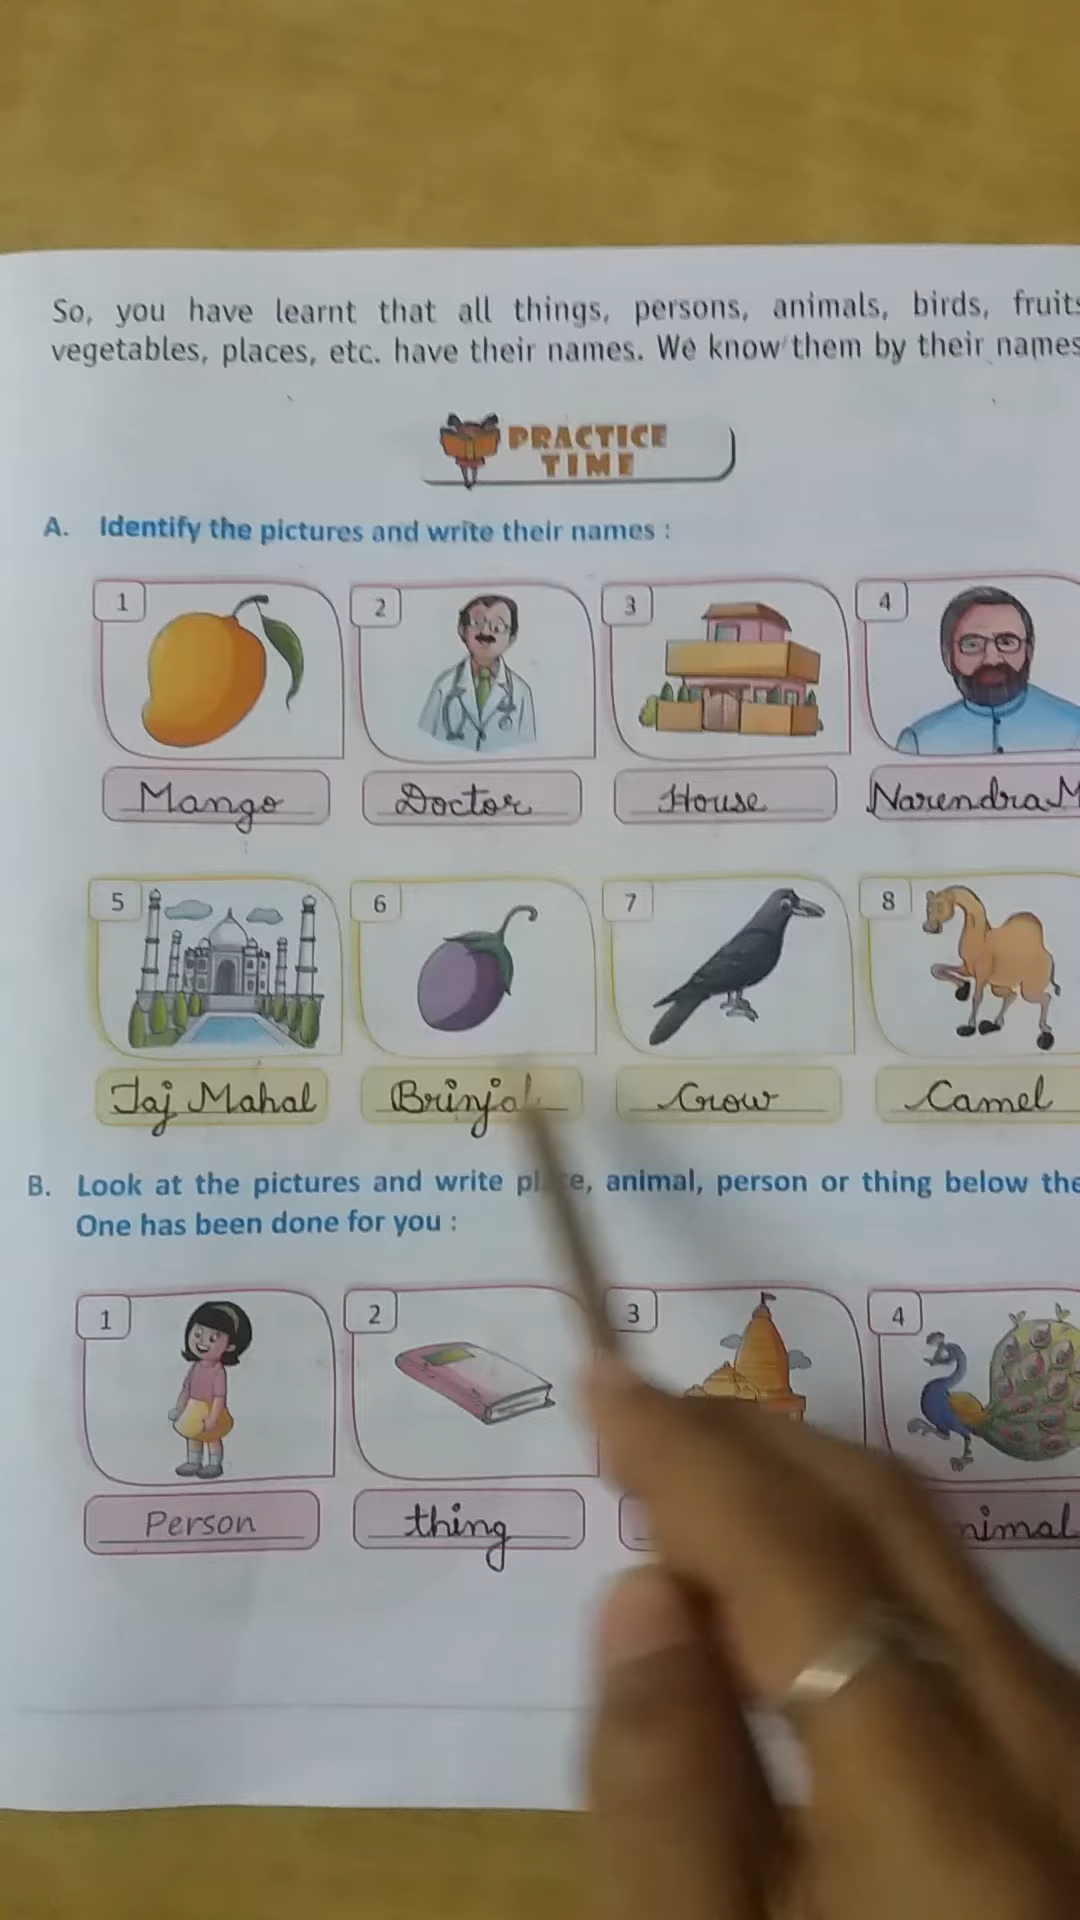 So, you have learnt that all things, persons, animals, birds, fruits
vegetables, places, etc. have their names. We know them by their names
PRACTICE
TIME
A. Identify the pictures and write their names :
1 2 3 4
Mango Doctor House Narendra M
5 6 7 8
Taj Mahal Brinjal Crow Camel
B. Look at the pictures and write place, animal, person or thing below the
One has been done for you :
1 2 3 4
Person thing nimal